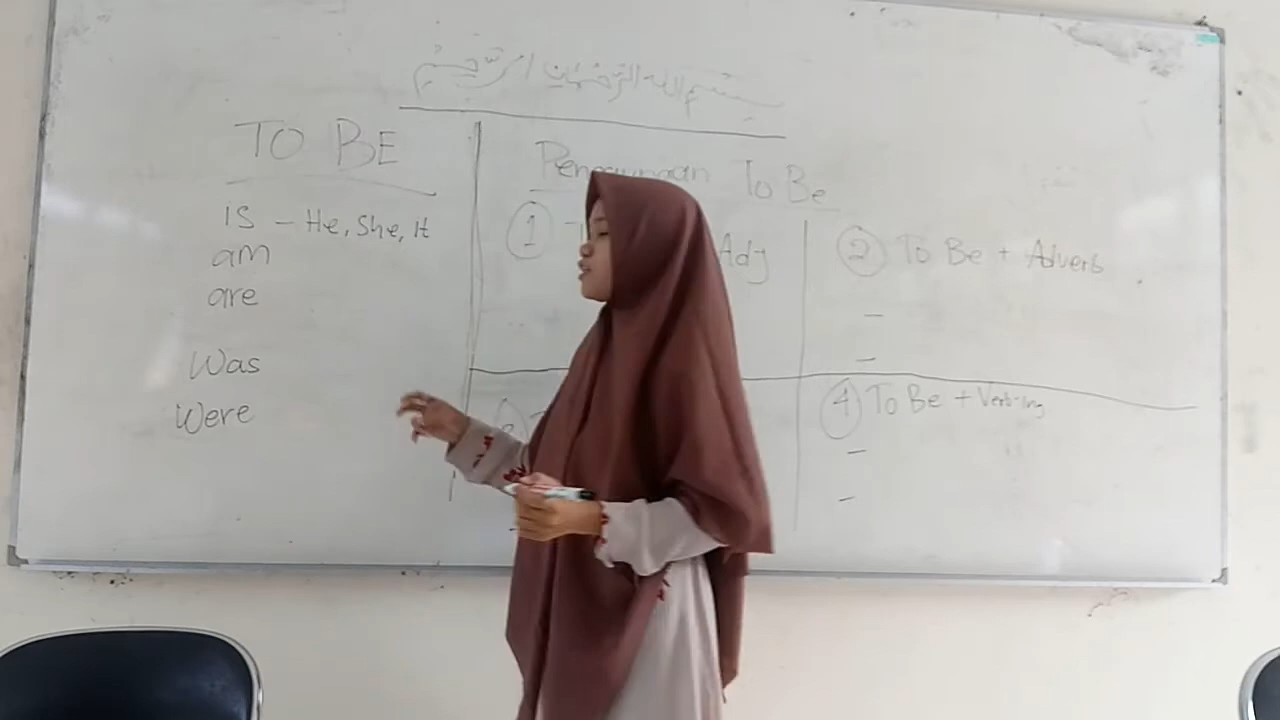 بسم الله الرحمن الرحيم
TO BE
is - He, She, It
am
are
Was
Were
Penggunaan To Be
1 Adj
2 To Be + Adverb
-
-
4 To Be + Verb-ing
-
-